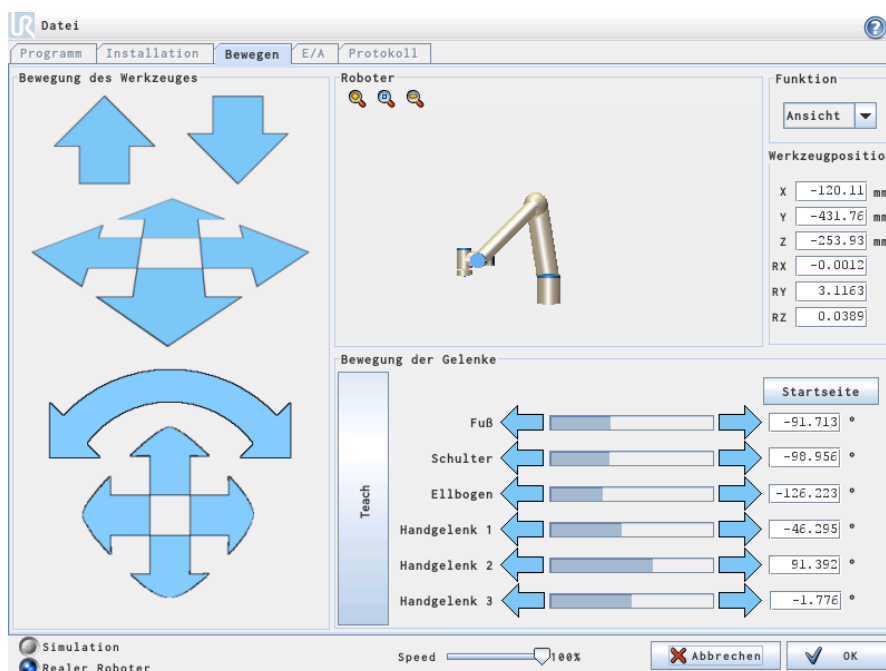 UR Datei ?
Programm Installation Bewegen E/A Protokoll
Bewegung des Werkzeuges
Roboter
Funktion
Ansicht
Werkzeugpositio
X -120.11 mm
Y -431.76 mm
Z -253.93 mm
RX -0.0012
RY 3.1163
RZ 0.0389
Bewegung der Gelenke
Startseite
Teach
Fuß -91.713 °
Schulter -98.956 °
Ellbogen -126.223 °
Handgelenk 1 -46.295 °
Handgelenk 2 91.392 °
Handgelenk 3 -1.776 °
Simulation
Realer Roboter
Speed 100%
Abbrechen
OK